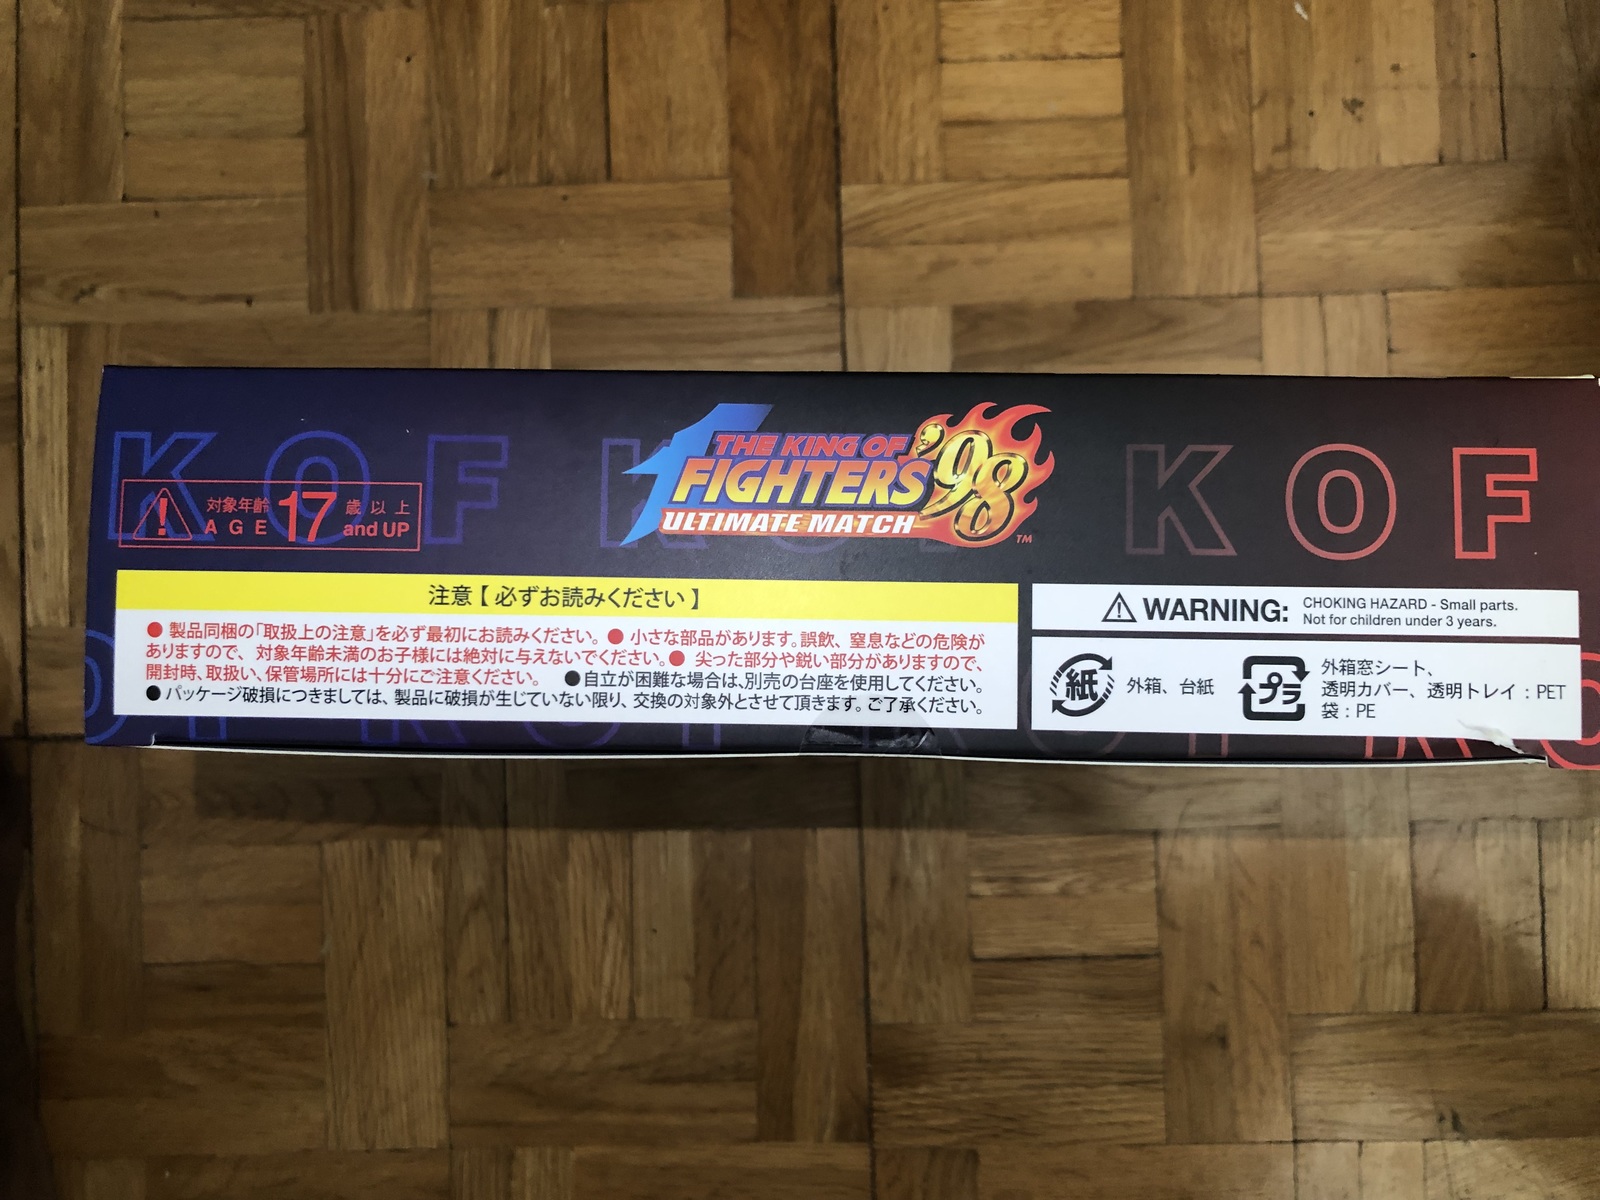 K O F K O F K O F
THE KING OF
FIGHTERS '98
ULTIMATE MATCH
TM
対象年齢 17 歳以上
AGE and UP
注意【 必ずお読みください 】
● 製品同梱の「取扱上の注意」を必ず最初にお読みください。● 小さな部品があります。誤飲、窒息などの危険が
ありますので、対象年齢未満のお子様には絶対に与えないでください。● 尖った部分や鋭い部分がありますので、
開封時、取扱い、保管場所には十分にご注意ください。 ●自立が困難な場合は、別売の台座を使用してください。
●パッケージ破損につきましては、製品に破損が生じていない限り、交換の対象外とさせて頂きます。ご了承ください。
WARNING: CHOKING HAZARD - Small parts.
Not for children under 3 years.
紙 外箱、台紙
プラ 外箱窓シート、
透明カバー、透明トレイ：PET
袋：PE